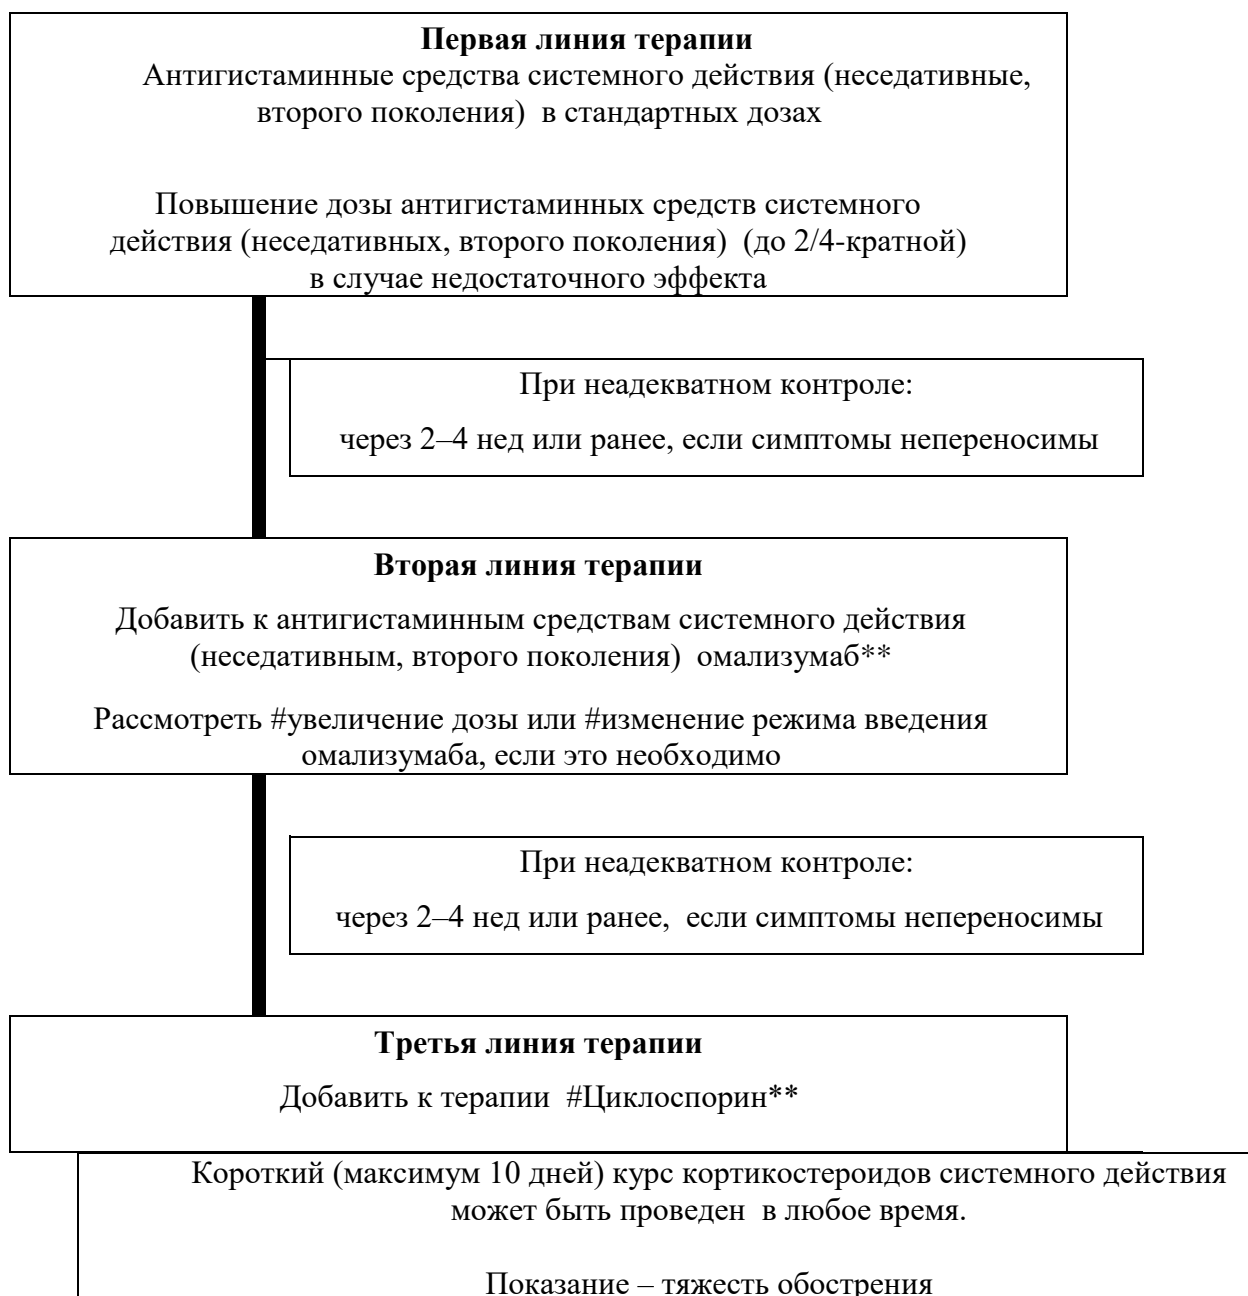 Первая линия терапии
Антигистаминные средства системного действия (неседативные,
второго поколения) в стандартных дозах
Повышение дозы антигистаминных средств системного
действия (неседативных, второго поколения) (до 2/4-кратной)
в случае недостаточного эффекта
При неадекватном контроле:
через 2–4 нед или ранее, если симптомы непереносимы
Вторая линия терапии
Добавить к антигистаминным средствам системного действия
(неседативным, второго поколения) омализумаб**
Рассмотреть #увеличение дозы или #изменение режима введения
омализумаба, если это необходимо
При неадекватном контроле:
через 2–4 нед или ранее, если симптомы непереносимы
Третья линия терапии
Добавить к терапии #Циклоспорин**
Короткий (максимум 10 дней) курс кортикостероидов системного действия
может быть проведен в любое время.
Показание – тяжесть обострения